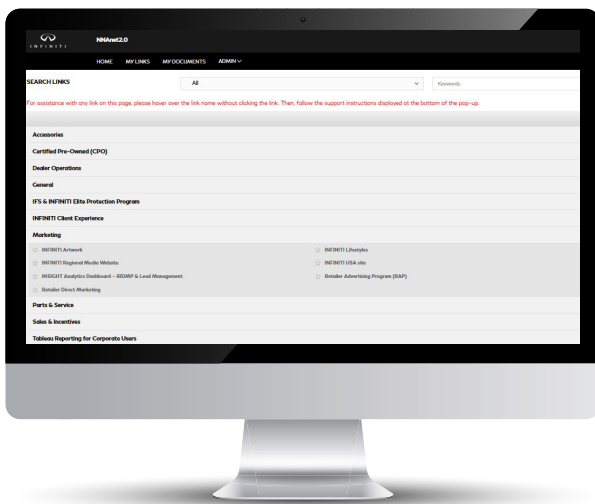 INFINITI
NNAnet2.0
HOME MY LINKS MY DOCUMENTS ADMIN
SEARCH LINKS All Keywords
For assistance with any link on this page, please hover over the link name without clicking the link. Then, follow the support instructions displayed at the bottom of the pop-up.
Accessories
Certified Pre-Owned (CPO)
Dealer Operations
General
IFS & INFINITI Elite Protection Program
INFINITI Client Experience
Marketing
INFINITI Artwork INFINITI Lifestyles
INFINITI Regional Media Website INFINITI USA site
INSIGHT Analytics Dashboard – IRDMP & Lead Management Retailer Advertising Program (RAP)
Retailer Direct Marketing
Parts & Service
Sales & Incentives
Tableau Reporting for Corporate Users